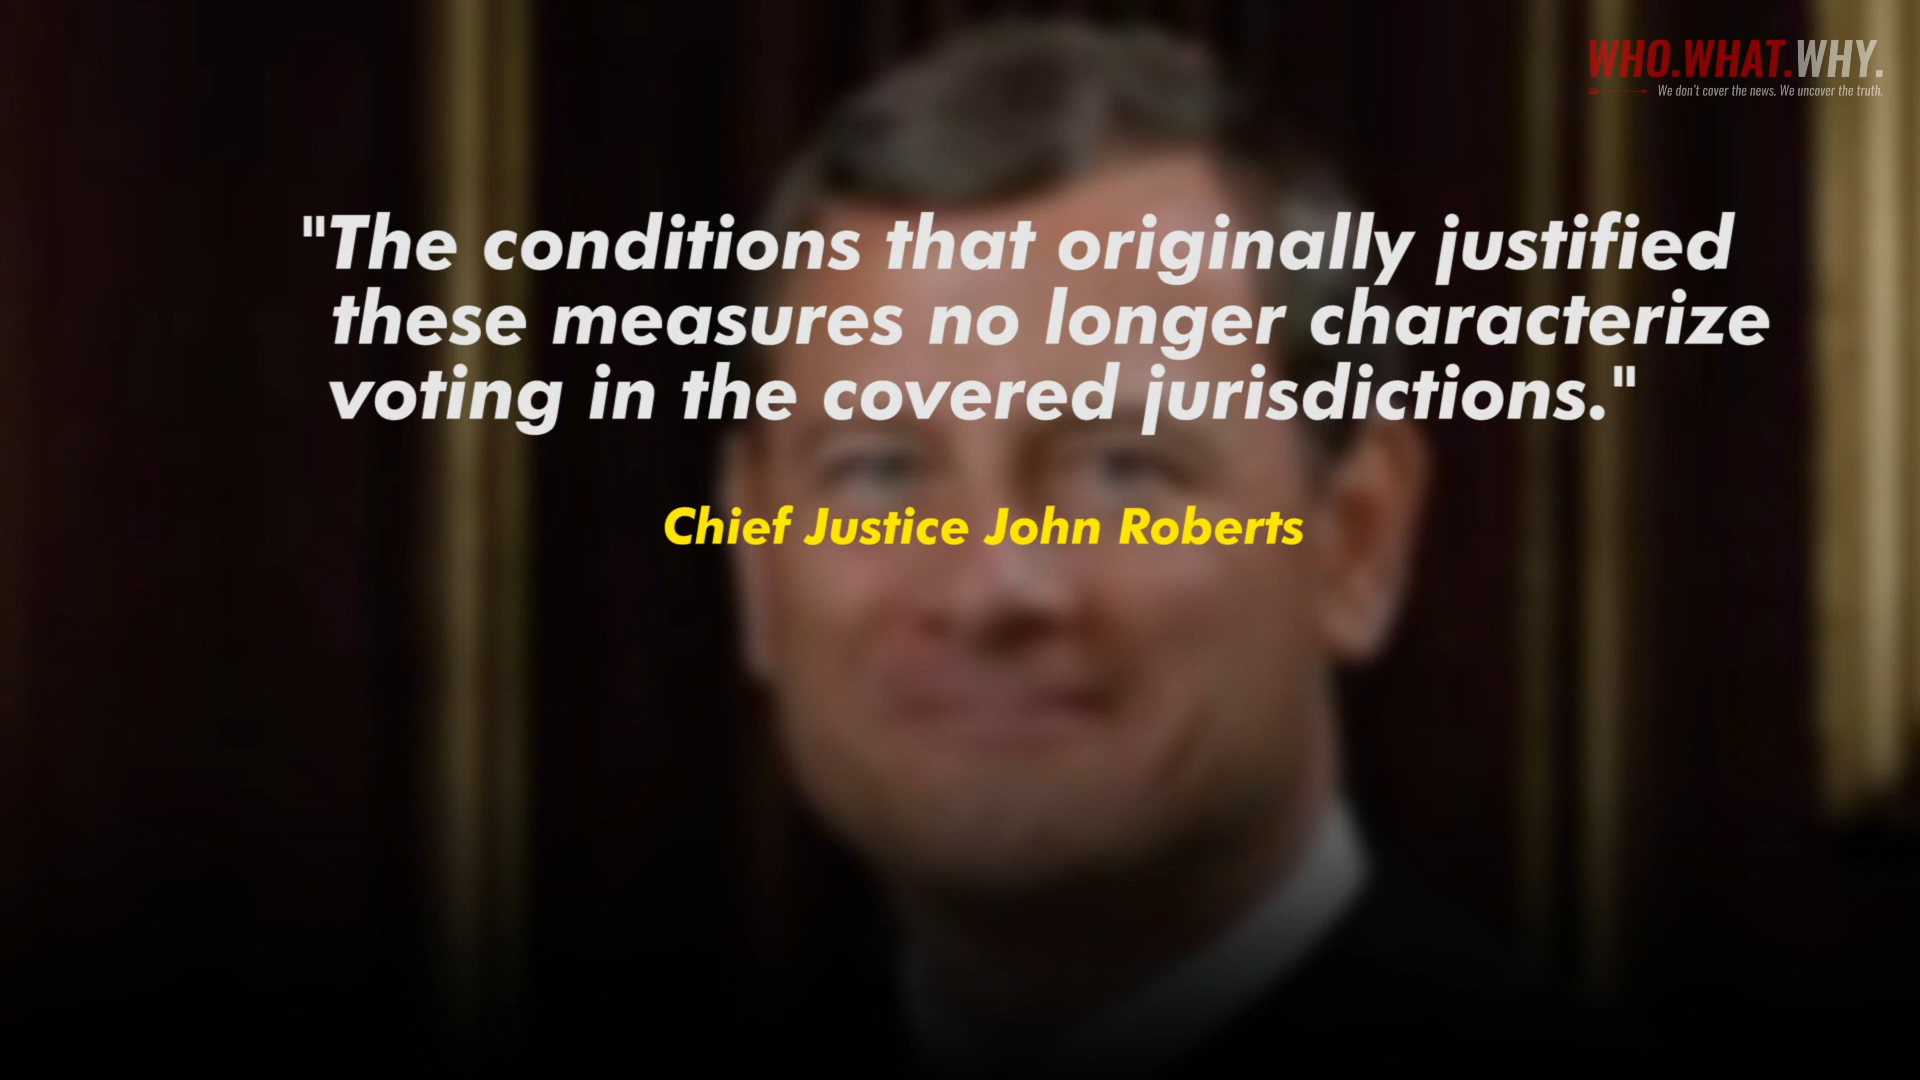 WHO.WHAT.WHY.
We don't cover the news. We uncover the truth.
"The conditions that originally justified
these measures no longer characterize
voting in the covered jurisdictions."
Chief Justice John Roberts